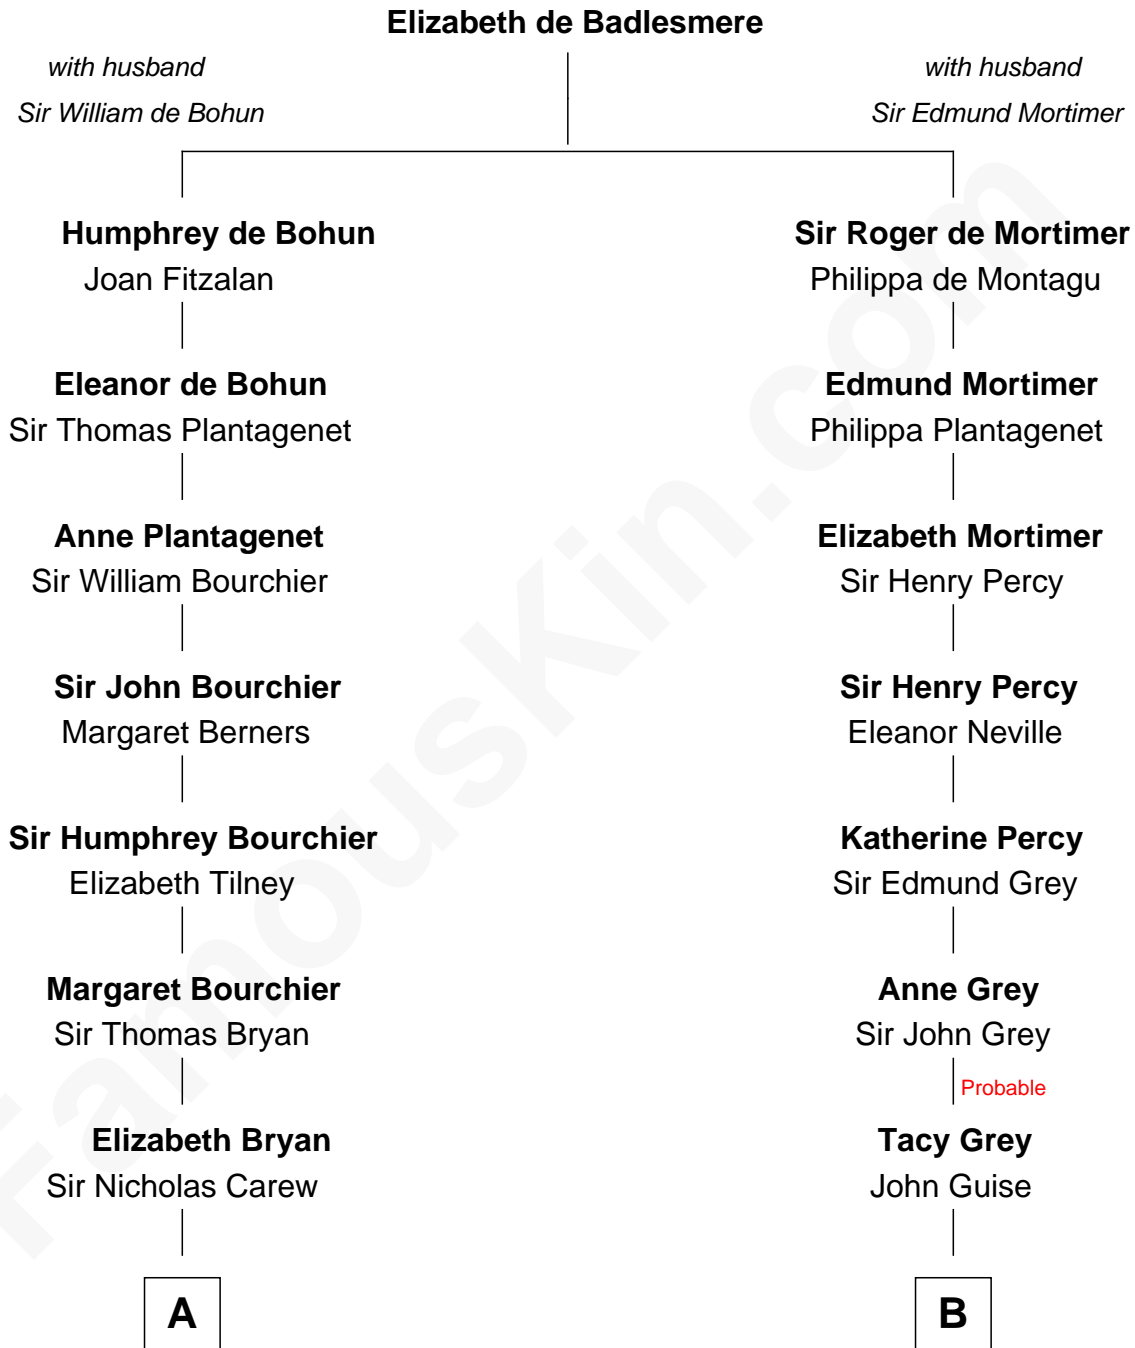 Elizabeth de Badlesmere
with husband
Sir William de Bohun
with husband
Sir Edmund Mortimer
Humphrey de Bohun
Joan Fitzalan
Sir Roger de Mortimer
Philippa de Montagu
Eleanor de Bohun
Sir Thomas Plantagenet
Edmund Mortimer
Philippa Plantagenet
Anne Plantagenet
Sir William Bourchier
Elizabeth Mortimer
Sir Henry Percy
Sir John Bourchier
Margaret Berners
Sir Henry Percy
Eleanor Neville
Sir Humphrey Bourchier
Elizabeth Tilney
Katherine Percy
Sir Edmund Grey
Margaret Bourchier
Sir Thomas Bryan
Anne Grey
Sir John Grey
Probable
Elizabeth Bryan
Sir Nicholas Carew
Tacy Grey
John Guise
A
B
FamousKin.com